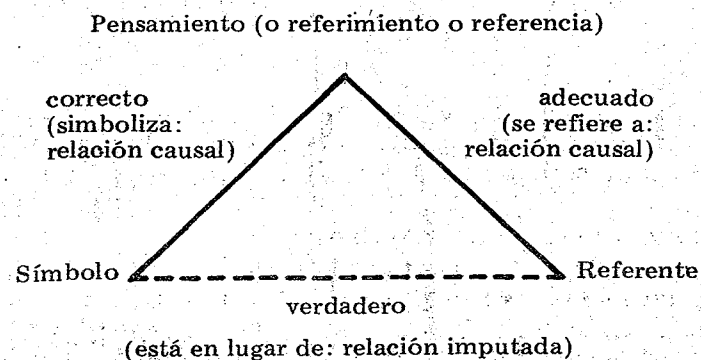 Pensamiento (o referimiento o referencia)
correcto
(simboliza:
relación causal)
adecuado
(se refiere a:
relación causal)
Símbolo
Referente
verdadero
(está en lugar de: relación imputada)